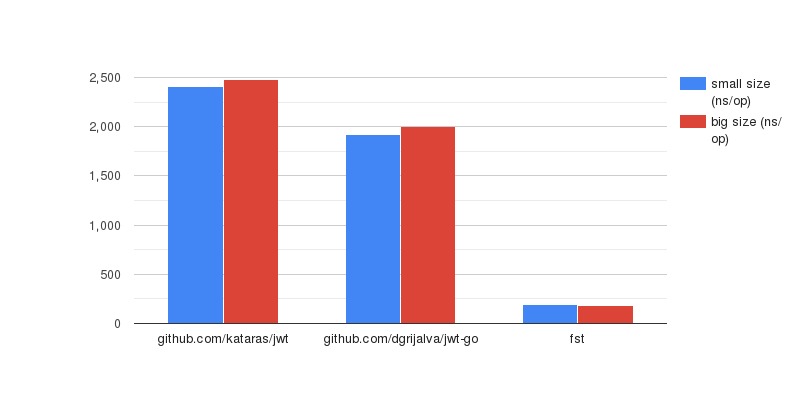 2,500
2,000
1,500
1,000
500
0
github.com/kataras/jwt
github.com/dgrijalva/jwt-go
fst
small size
(ns/op)
big size (ns/
op)